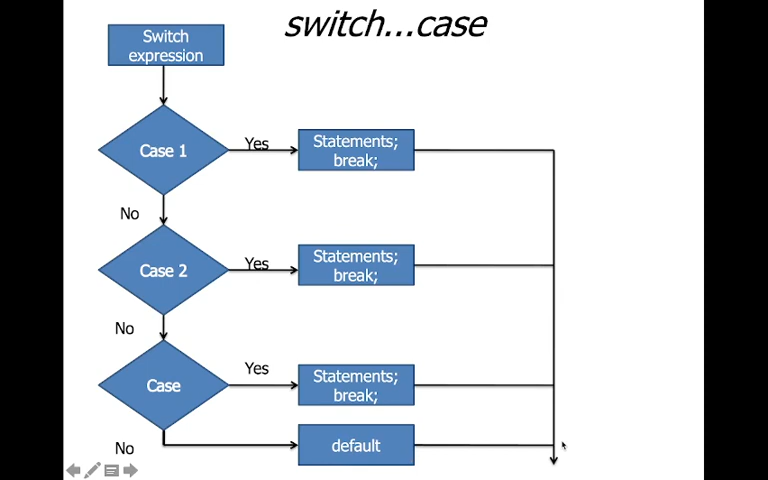 switch...case
Switch
expression
Case 1
Yes
Statements;
break;
No
Case 2
Yes
Statements;
break;
No
Case
Yes
Statements;
break;
No
default